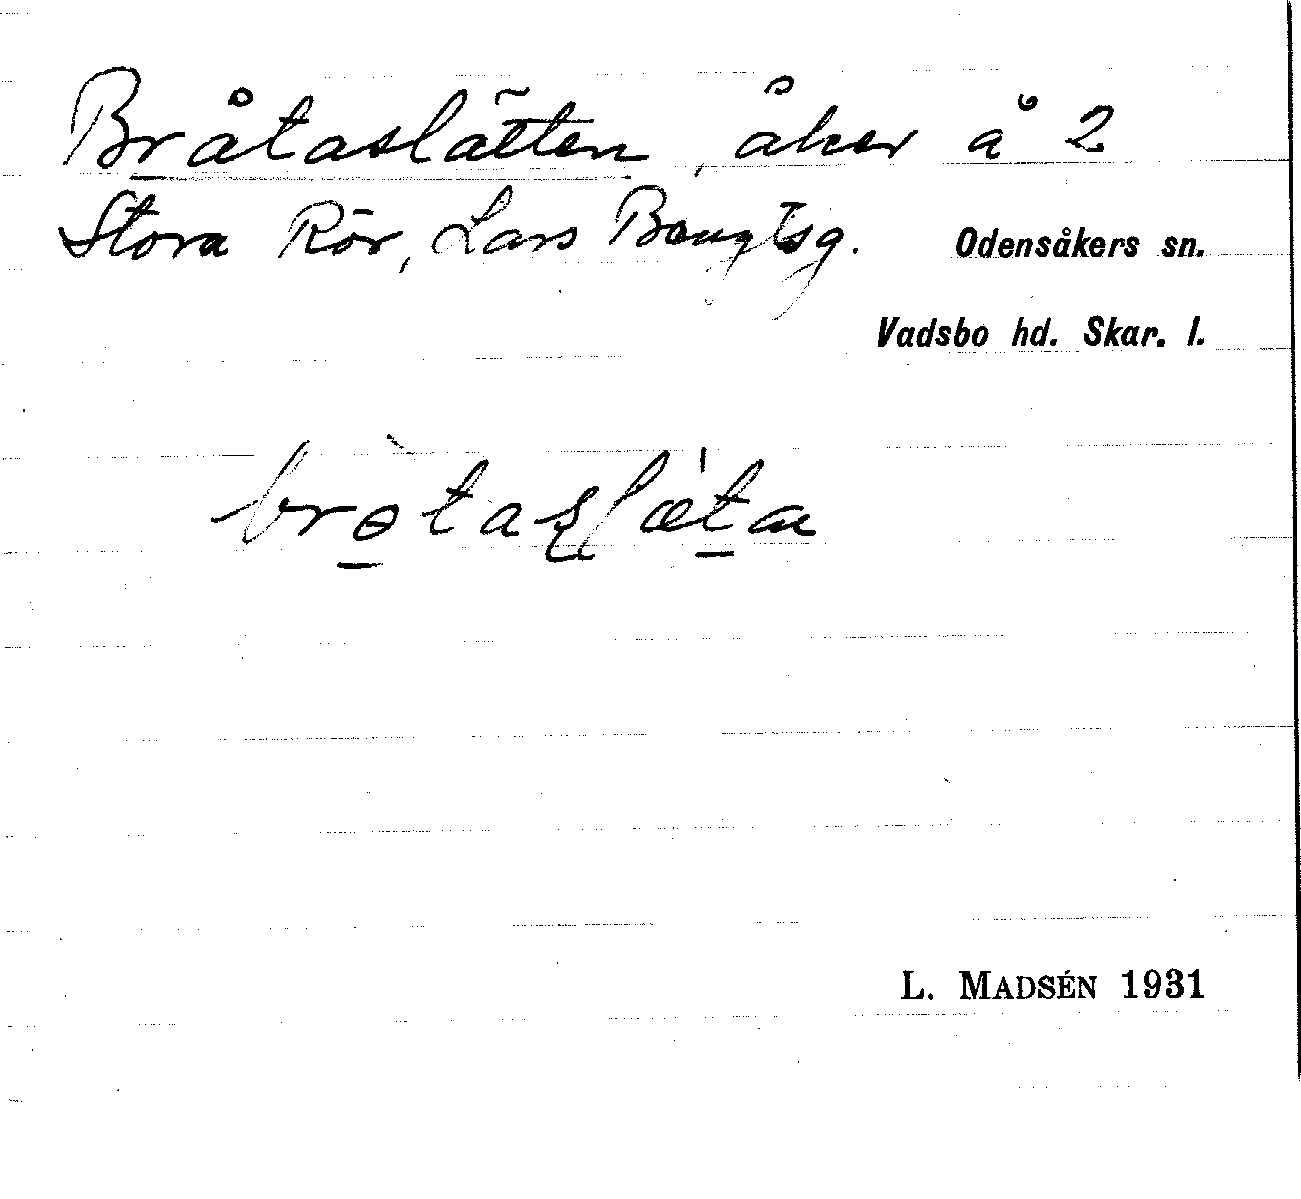 Bråtaslätten, åker å 2
Stora Rör, Lars Bengtsg. Odensåkers sn.
Vadsbo hd. Skar. l.
L. MADSÉN 1931